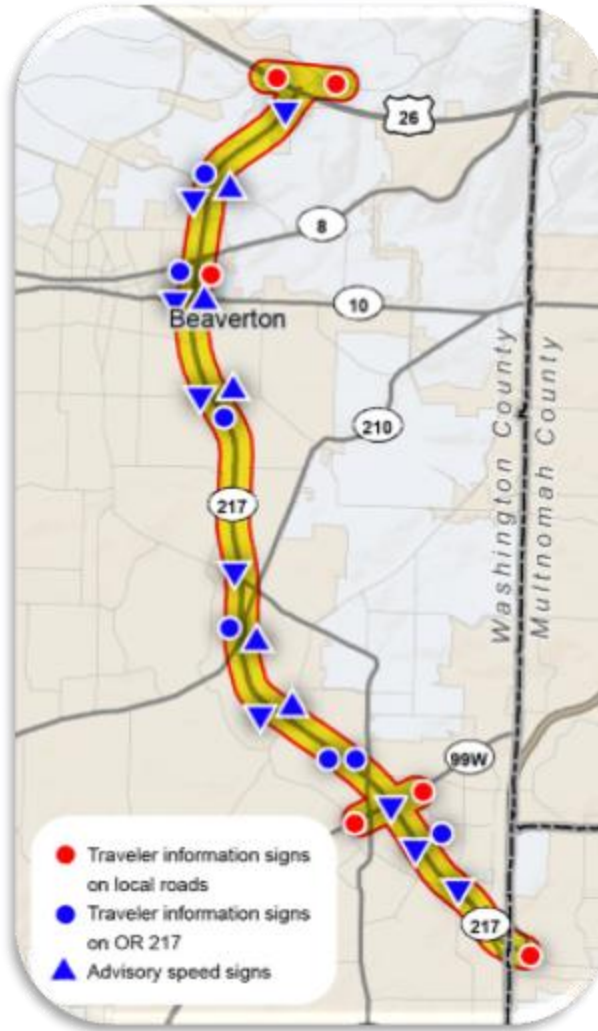 26
8
10
Beaverton
210
Washington County
Multnomah County
217
99W
217
Traveler information signs
on local roads
Traveler information signs
on OR 217
Advisory speed signs